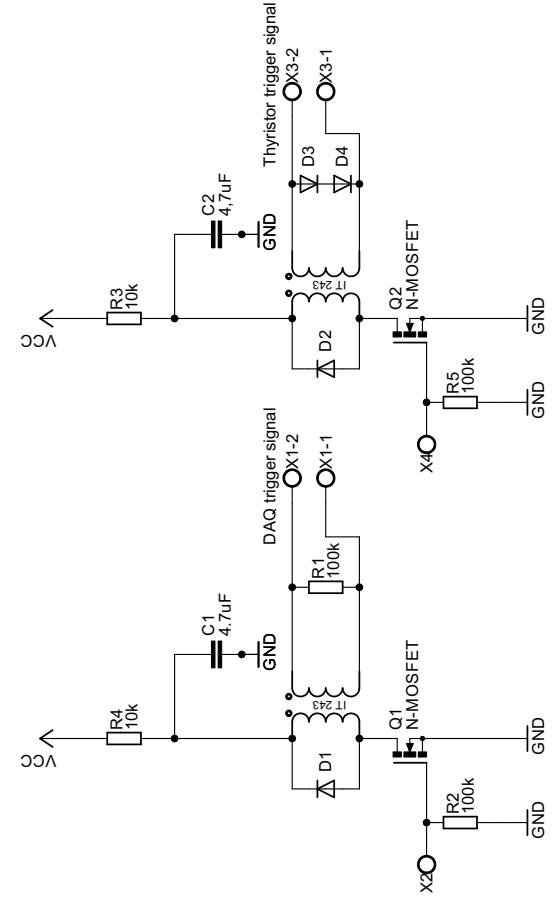 Thyristor trigger signal
X3-2
X3-1
D3
D4
C2
4,7uF
GND
R3
10k
VCC
IT 243
D2
Q2
N-MOSFET
R5
100k
X4
GND
GND
DAQ trigger signal
X1-2
X1-1
R1
100k
C1
4.7uF
GND
R4
10k
VCC
IT 243
D1
Q1
N-MOSFET
R2
100k
X2
GND
GND